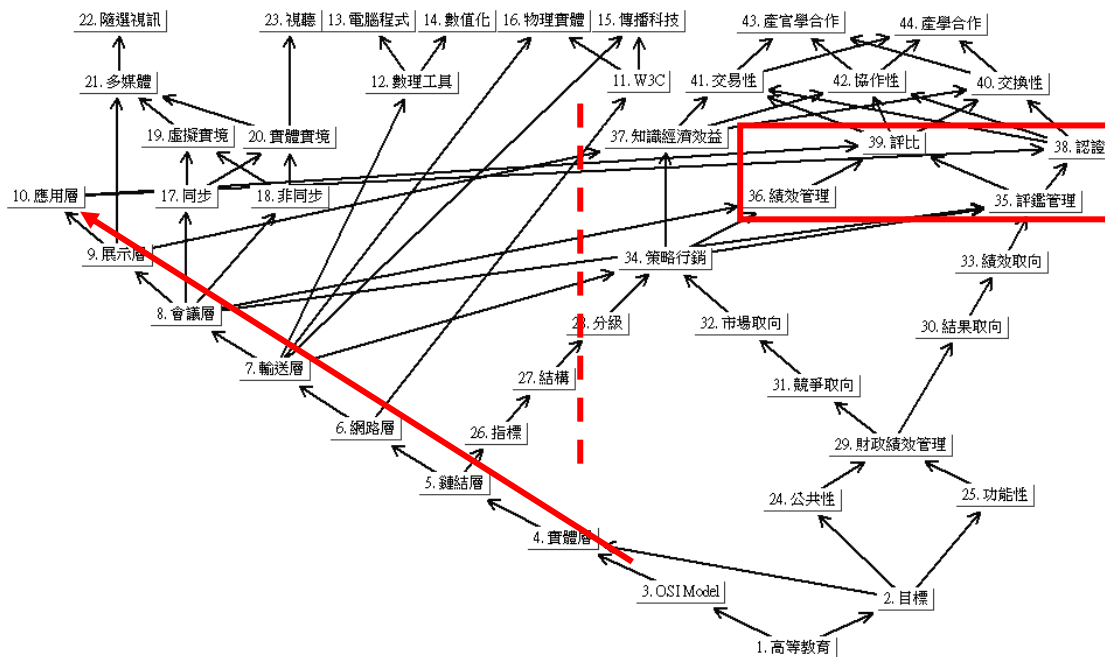 22. 隨選視訊
23. 視聽
13. 電腦程式
14. 數值化
16. 物理實體
15. 傳播科技
43. 產官學合作
44. 產學合作
21. 多媒體
12. 數理工具
11. W3C
41. 交易性
42. 協作性
40. 交換性
19. 虛擬實境
20. 實體實境
37. 知識經濟效益
39. 評比
38. 認證
10. 應用層
17. 同步
18. 非同步
36. 績效管理
35. 評鑑管理
9. 展示層
34. 策略行銷
33. 績效取向
8. 會議層
28. 分級
32. 市場取向
30. 結果取向
7. 輸送層
27. 結構
31. 競爭取向
6. 網路層
26. 指標
29. 財政績效管理
5. 鏈結層
24. 公共性
25. 功能性
4. 實體層
3. OSI Model
2. 目標
1. 高等教育